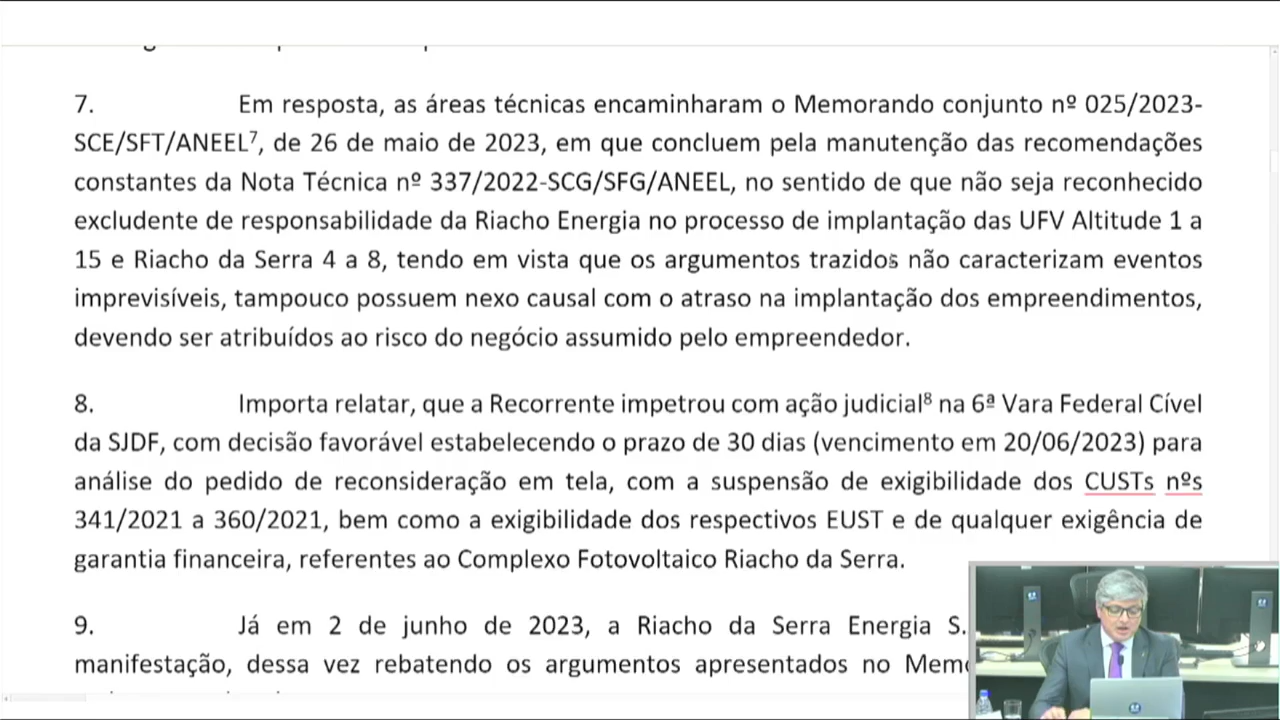 7. Em resposta, as áreas técnicas encaminharam o Memorando conjunto nº 025/2023-
SCE/SFT/ANEEL⁷, de 26 de maio de 2023, em que concluem pela manutenção das recomendações
constantes da Nota Técnica nº 337/2022-SCG/SFG/ANEEL, no sentido de que não seja reconhecido
excludente de responsabilidade da Riacho Energia no processo de implantação das UFV Altitude 1 a
15 e Riacho da Serra 4 a 8, tendo em vista que os argumentos trazidos não caracterizam eventos
imprevisíveis, tampouco possuem nexo causal com o atraso na implantação dos empreendimentos,
devendo ser atribuídos ao risco do negócio assumido pelo empreendedor.
8. Importa relatar, que a Recorrente impetrou com ação judicial⁸ na 6ª Vara Federal Cível
da SJDF, com decisão favorável estabelecendo o prazo de 30 dias (vencimento em 20/06/2023) para
análise do pedido de reconsideração em tela, com a suspensão de exigibilidade dos CUSTs nºs
341/2021 a 360/2021, bem como a exigibilidade dos respectivos EUST e de qualquer exigência de
garantia financeira, referentes ao Complexo Fotovoltaico Riacho da Serra.
9. Já em 2 de junho de 2023, a Riacho da Serra Energia S.
manifestação, dessa vez rebatendo os argumentos apresentados no Memo